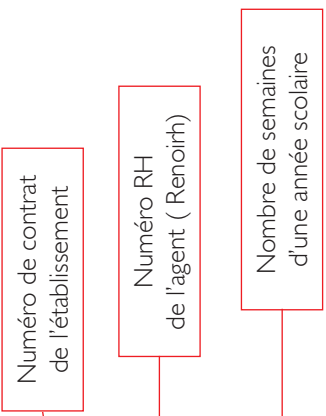 Numéro de contrat
de l'établissement
Numéro RH
de l'agent ( Renoirh)
Nombre de semaines
d'une année scolaire